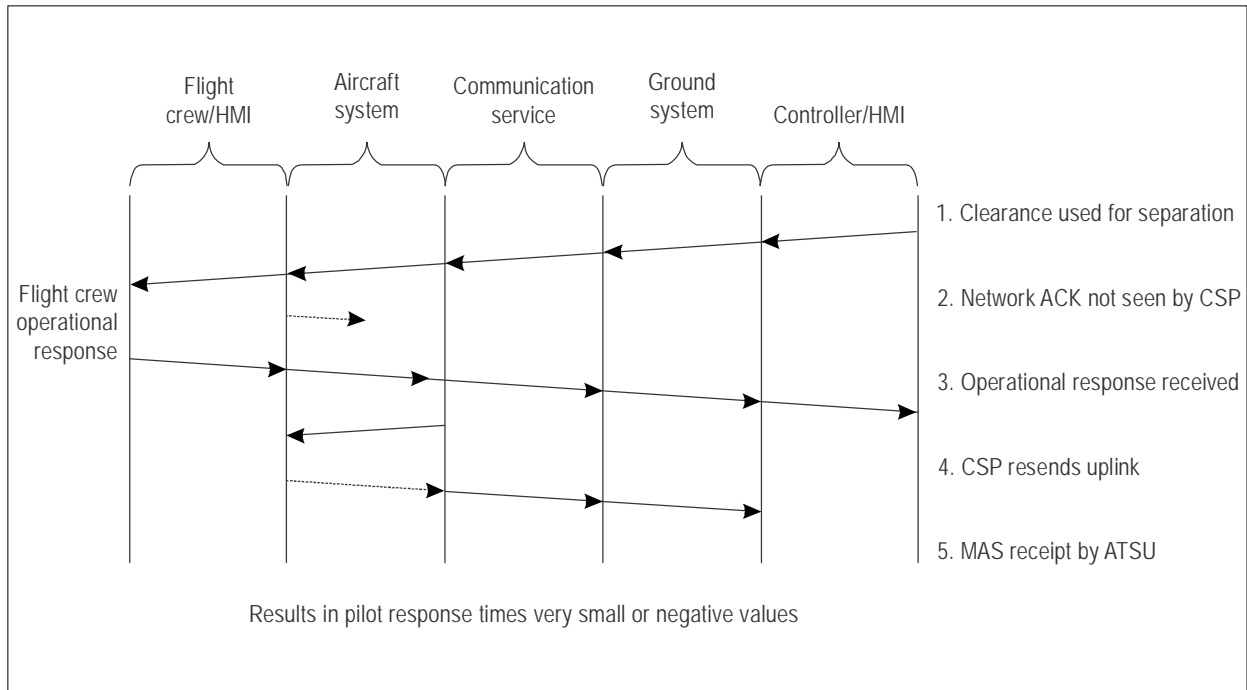 Flight
crew/HMI
Aircraft
system
Communication
service
Ground
system
Controller/HMI
1. Clearance used for separation
2. Network ACK not seen by CSP
Flight crew
operational
response
3. Operational response received
4. CSP resends uplink
5. MAS receipt by ATSU
Results in pilot response times very small or negative values